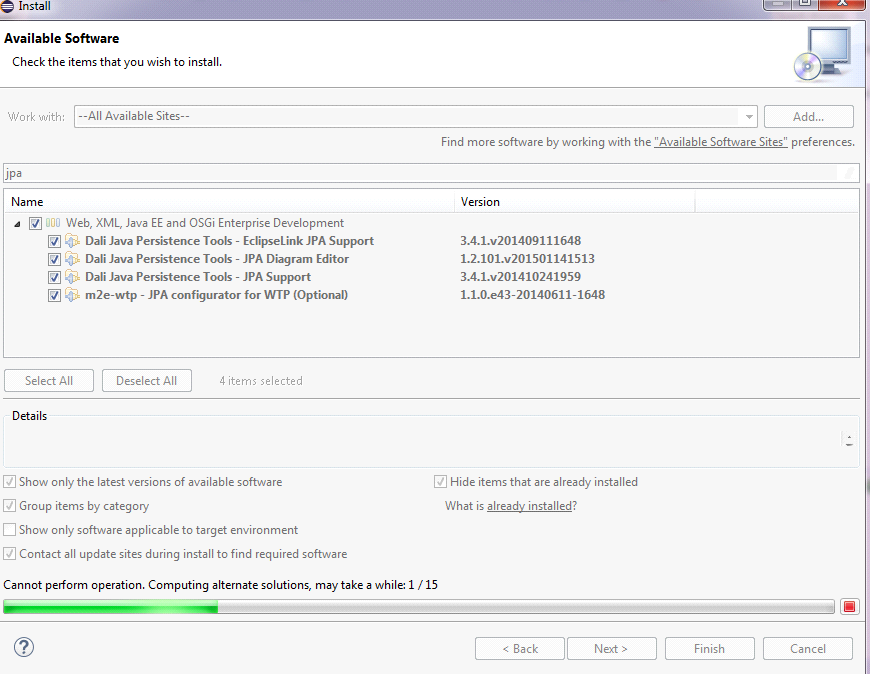 Install
Available Software
Check the items that you wish to install.
Work with: --All Available Sites-- Add...
Find more software by working with the "Available Software Sites" preferences.
jpa
Name Version
Web, XML, Java EE and OSGi Enterprise Development
Dali Java Persistence Tools - EclipseLink JPA Support 3.4.1.v201409111648
Dali Java Persistence Tools - JPA Diagram Editor 1.2.101.v201501141513
Dali Java Persistence Tools - JPA Support 3.4.1.v201410241959
m2e-wtp - JPA configurator for WTP (Optional) 1.1.0.e43-20140611-1648
Select All Deselect All 4 items selected
Details
Show only the latest versions of available software Hide items that are already installed
Group items by category What is already installed?
Show only software applicable to target environment
Contact all update sites during install to find required software
Cannot perform operation. Computing alternate solutions, may take a while: 1 / 15
? < Back Next > Finish Cancel